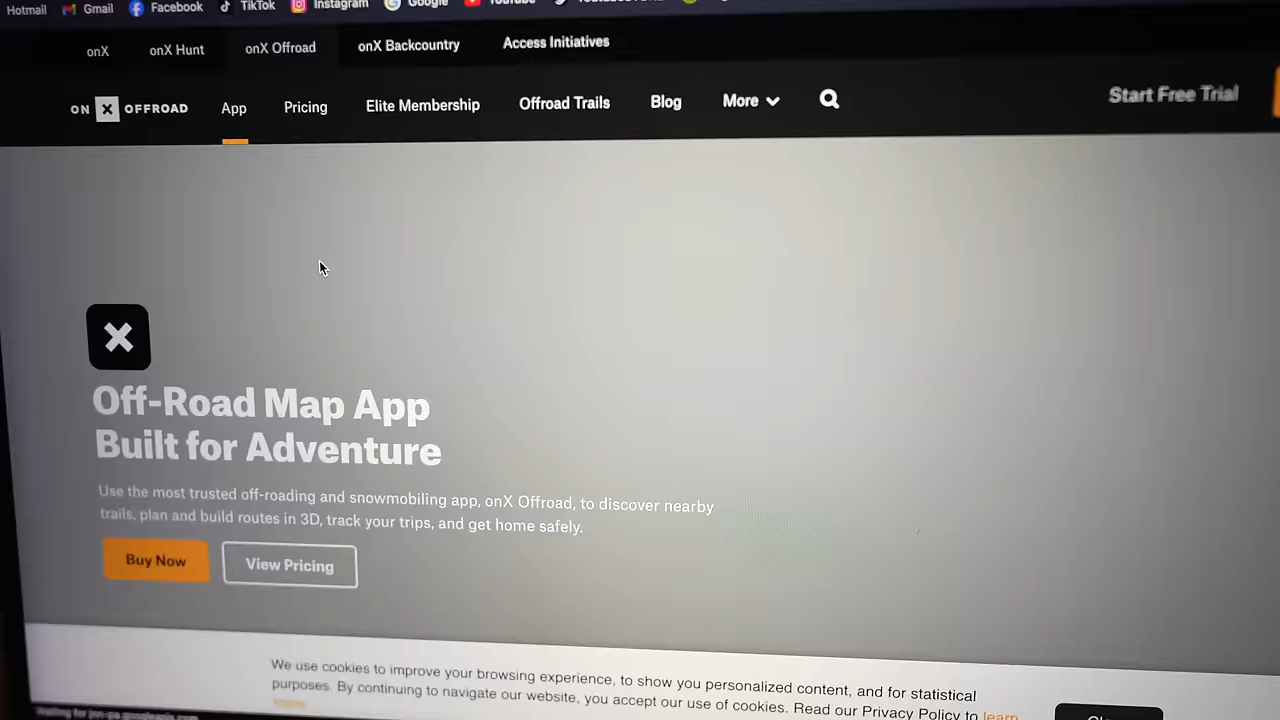 Hotmail Gmail Facebook TikTok Instagram Google YouTube
onX onX Hunt onX Offroad onX Backcountry Access Initiatives
ON X OFFROAD App Pricing Elite Membership Offroad Trails Blog More Start Free Trial
Off-Road Map App
Built for Adventure
Use the most trusted off-roading and snowmobiling app, onX Offroad, to discover nearby
trails, plan and build routes in 3D, track your trips, and get home safely.
Buy Now View Pricing
We use cookies to improve your browsing experience, to show you personalized content, and for statistical
purposes. By continuing to navigate our website, you accept our use of cookies. Read our Privacy Policy to learn